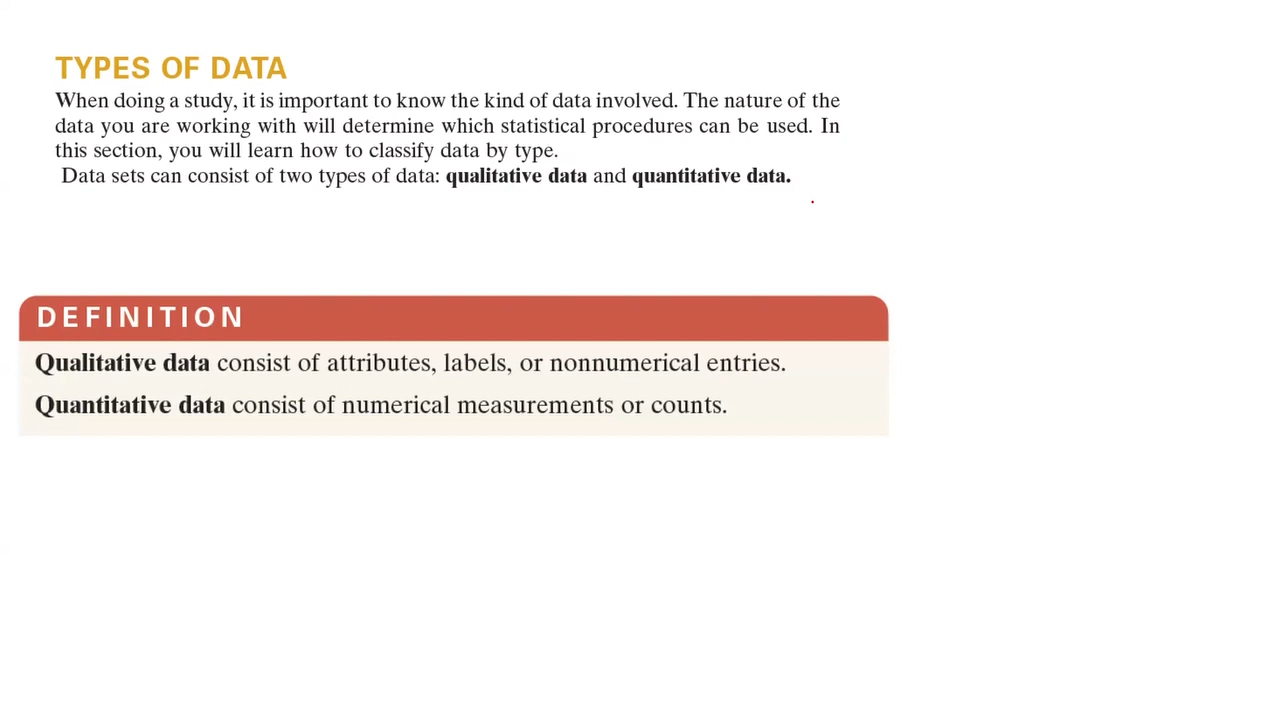 TYPES OF DATA
When doing a study, it is important to know the kind of data involved. The nature of the
data you are working with will determine which statistical procedures can be used. In
this section, you will learn how to classify data by type.
Data sets can consist of two types of data: qualitative data and quantitative data.
DEFINITION
Qualitative data consist of attributes, labels, or nonnumerical entries.
Quantitative data consist of numerical measurements or counts.